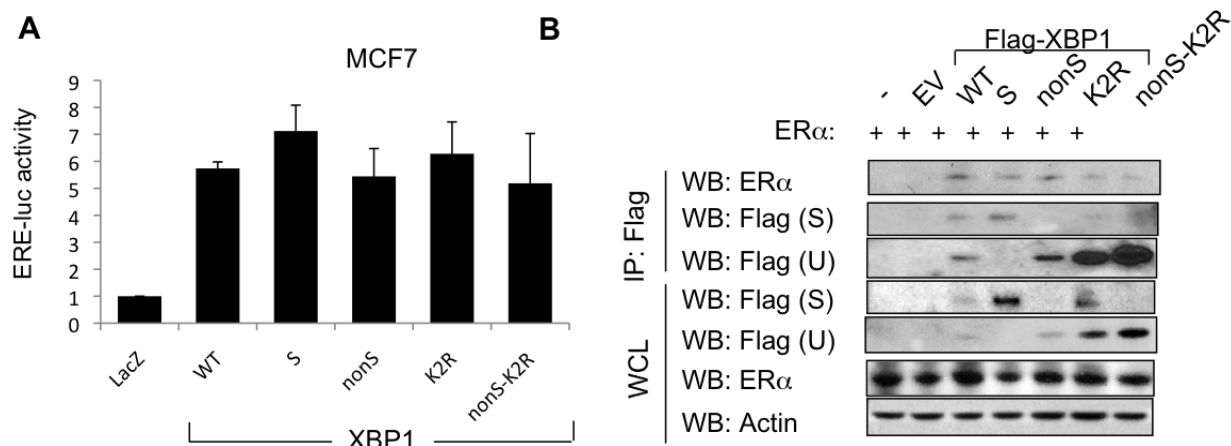 A
MCF7
ERE-luc activity
9
8
7
6
5
4
3
2
1
0
LacZ
WT
S
nonS
K2R
nonS-K2R
XBP1
B
Flag-XBP1
-
EV
WT
S
nonS
K2R
nonS-K2R
ERα: + + + + + + +
IP: Flag
WB: ERα
WB: Flag (S)
WB: Flag (U)
WCL
WB: Flag (S)
WB: Flag (U)
WB: ERα
WB: Actin